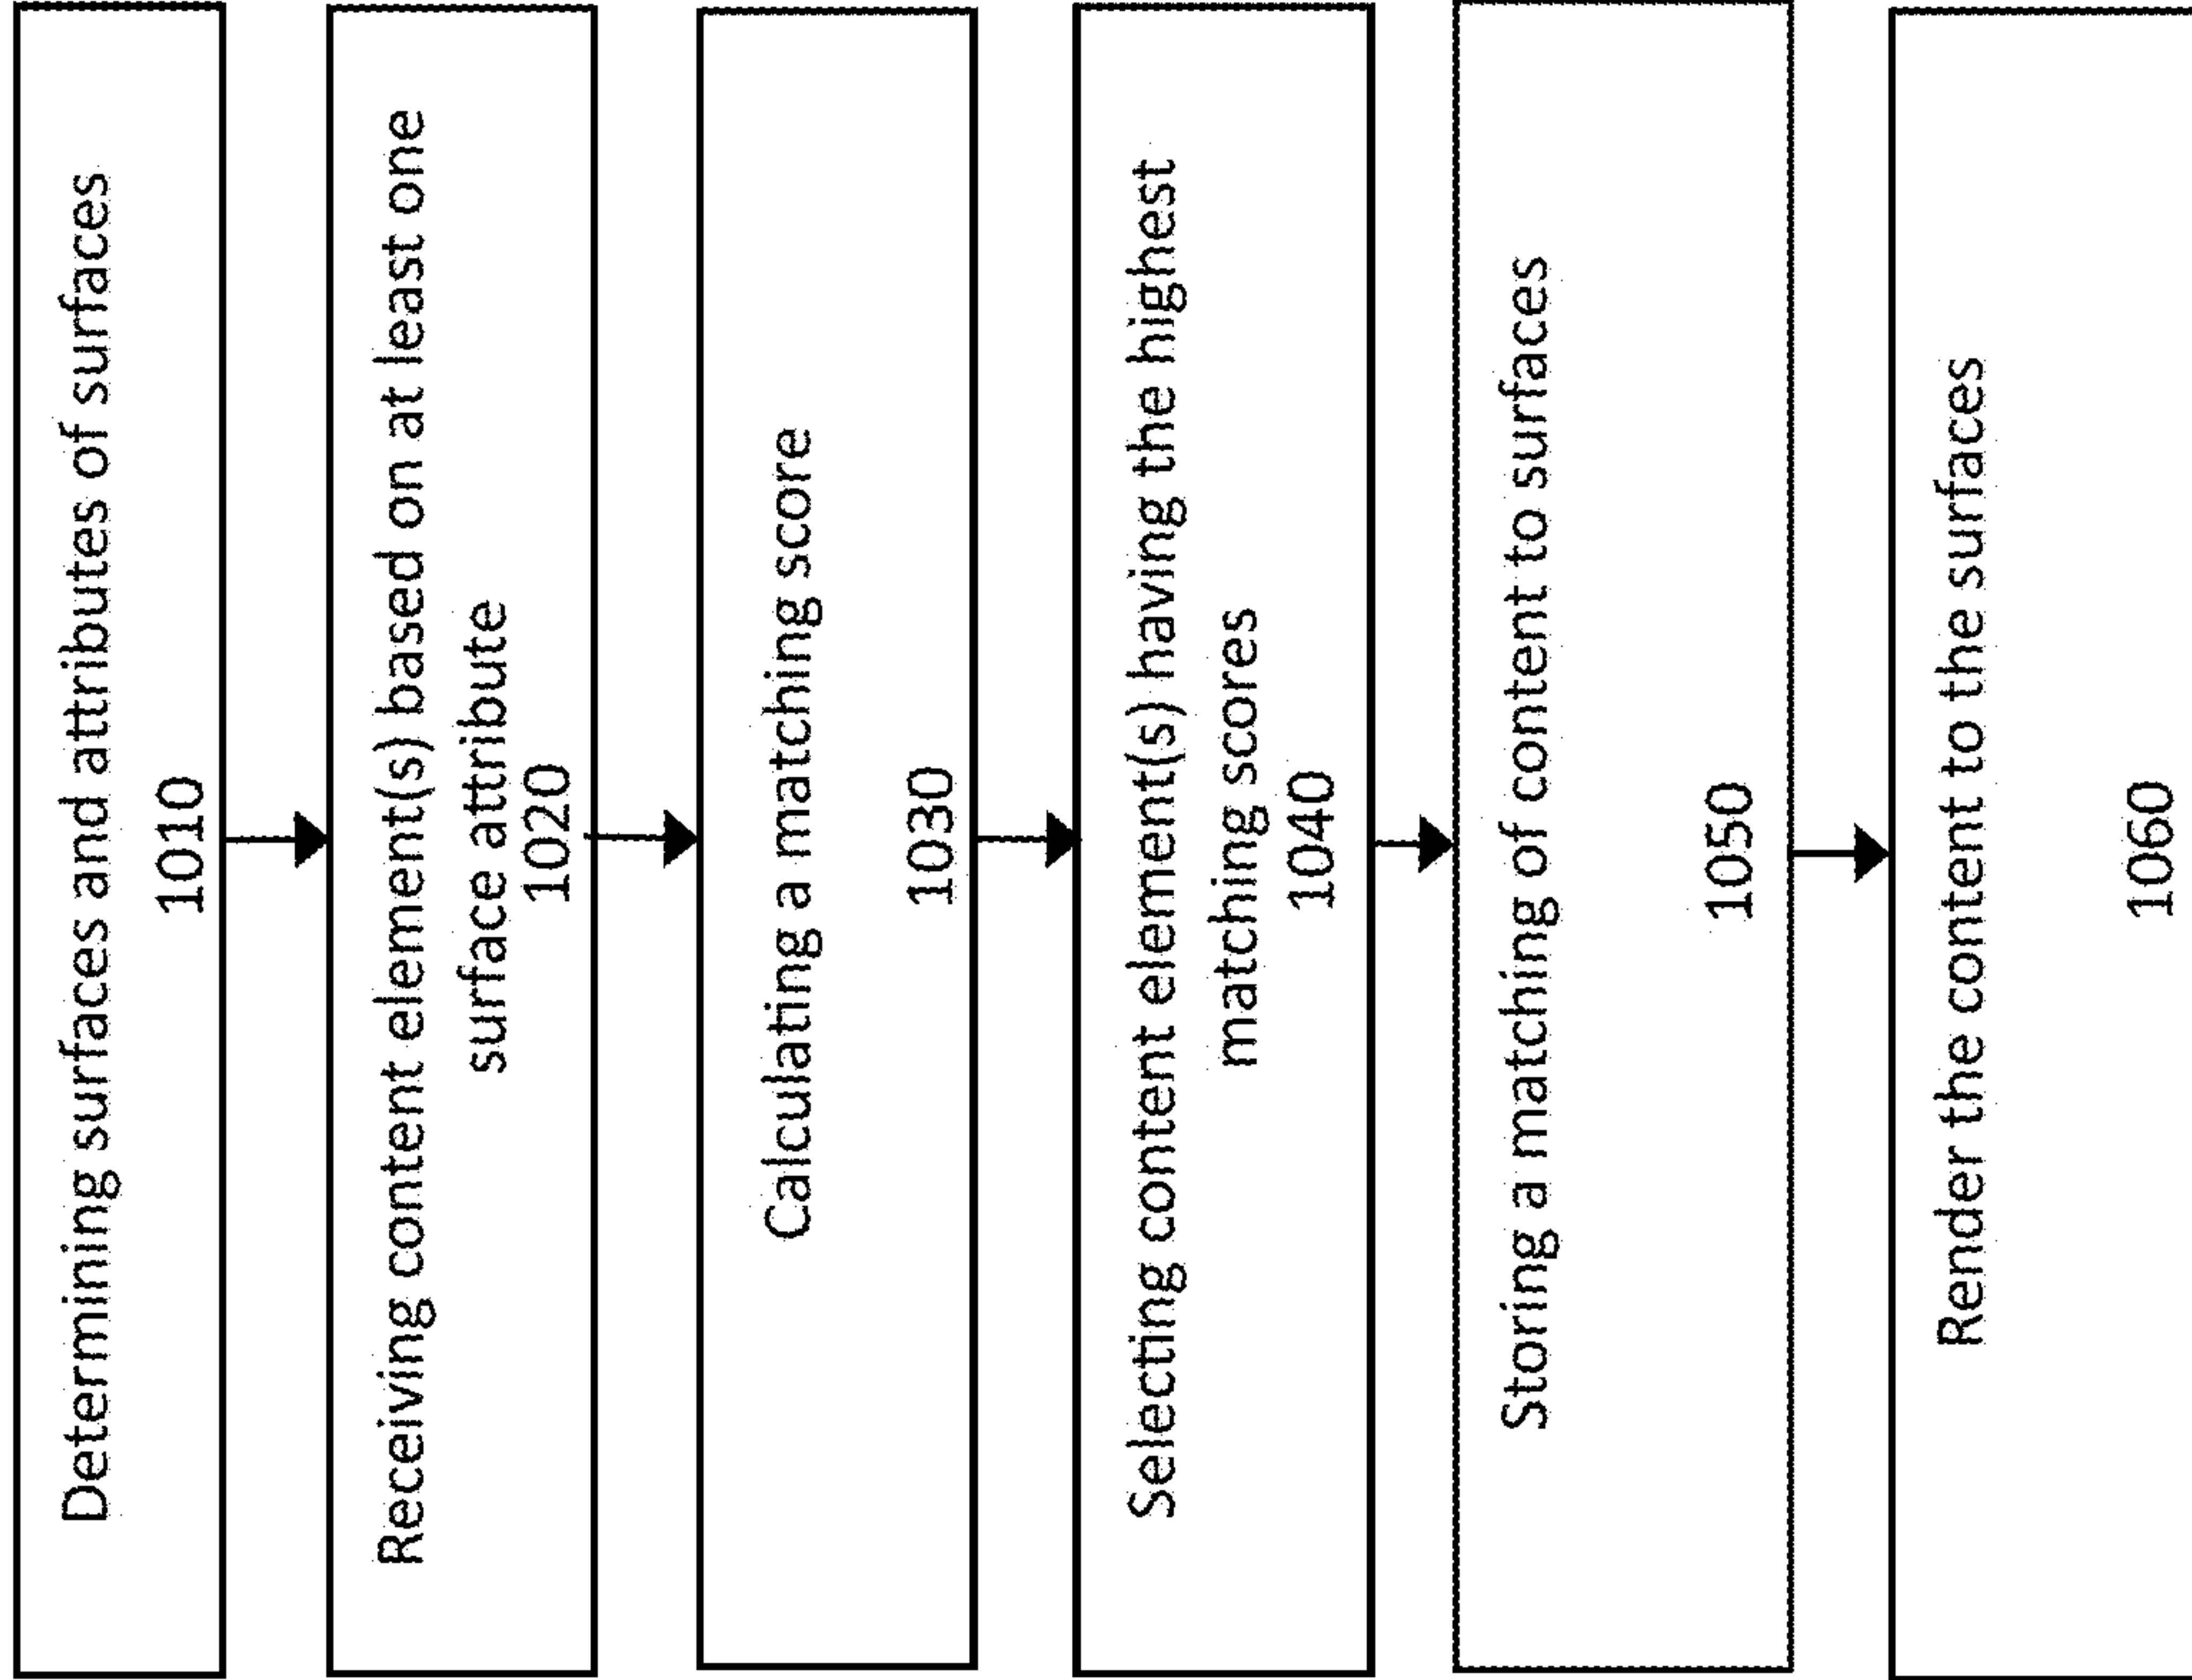 Determining surfaces and attributes of surfaces
1010
Receiving content element(s) based on at least one
surface attribute
1020
Calculating a matching score
1030
Selecting content element(s) having the highest
matching scores
1040
Storing a matching of content to surfaces
1050
Render the content to the surfaces
1060